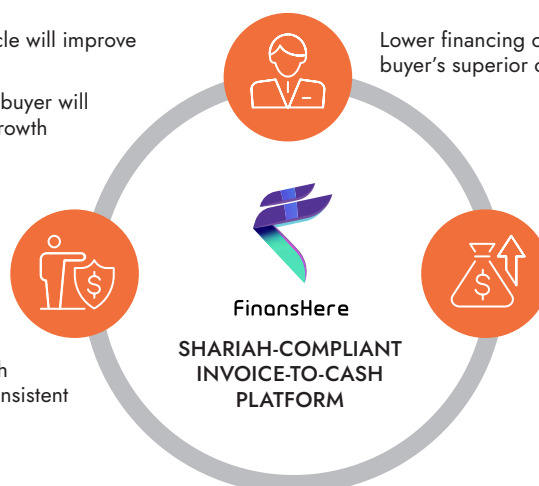 cle will improve
buyer will
rowth
Lower financing
buyer's superior
FinansHere
SHARIAH-COMPLIANT
INVOICE-TO-CASH
PLATFORM
h
nsistent
$
$